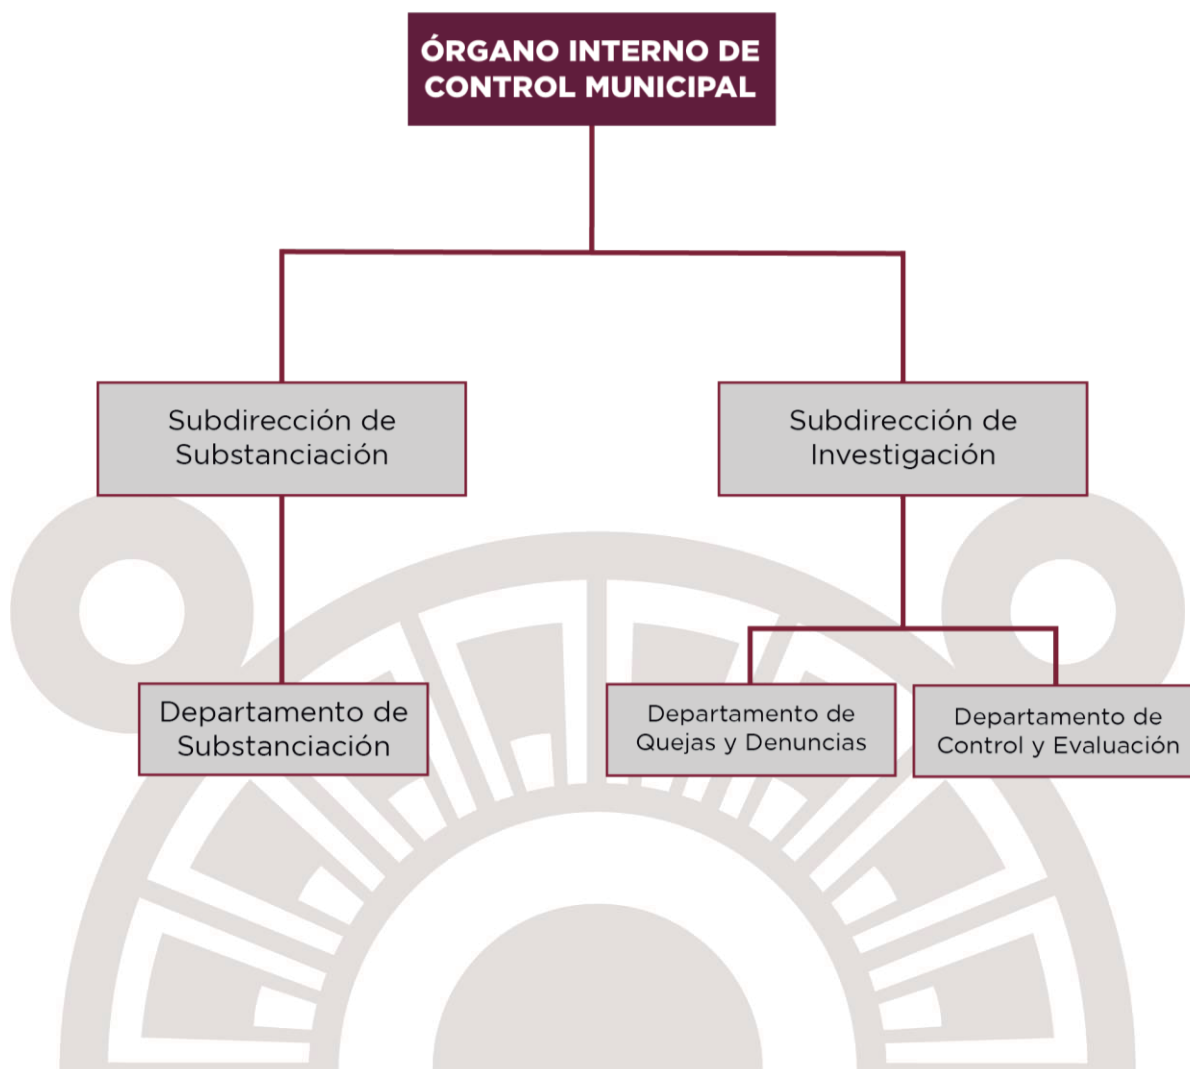 ÓRGANO INTERNO DE
CONTROL MUNICIPAL
Subdirección de
Substanciación
Subdirección de
Investigación
Departamento de
Substanciación
Departamento de
Quejas y Denuncias
Departamento de
Control y Evaluación